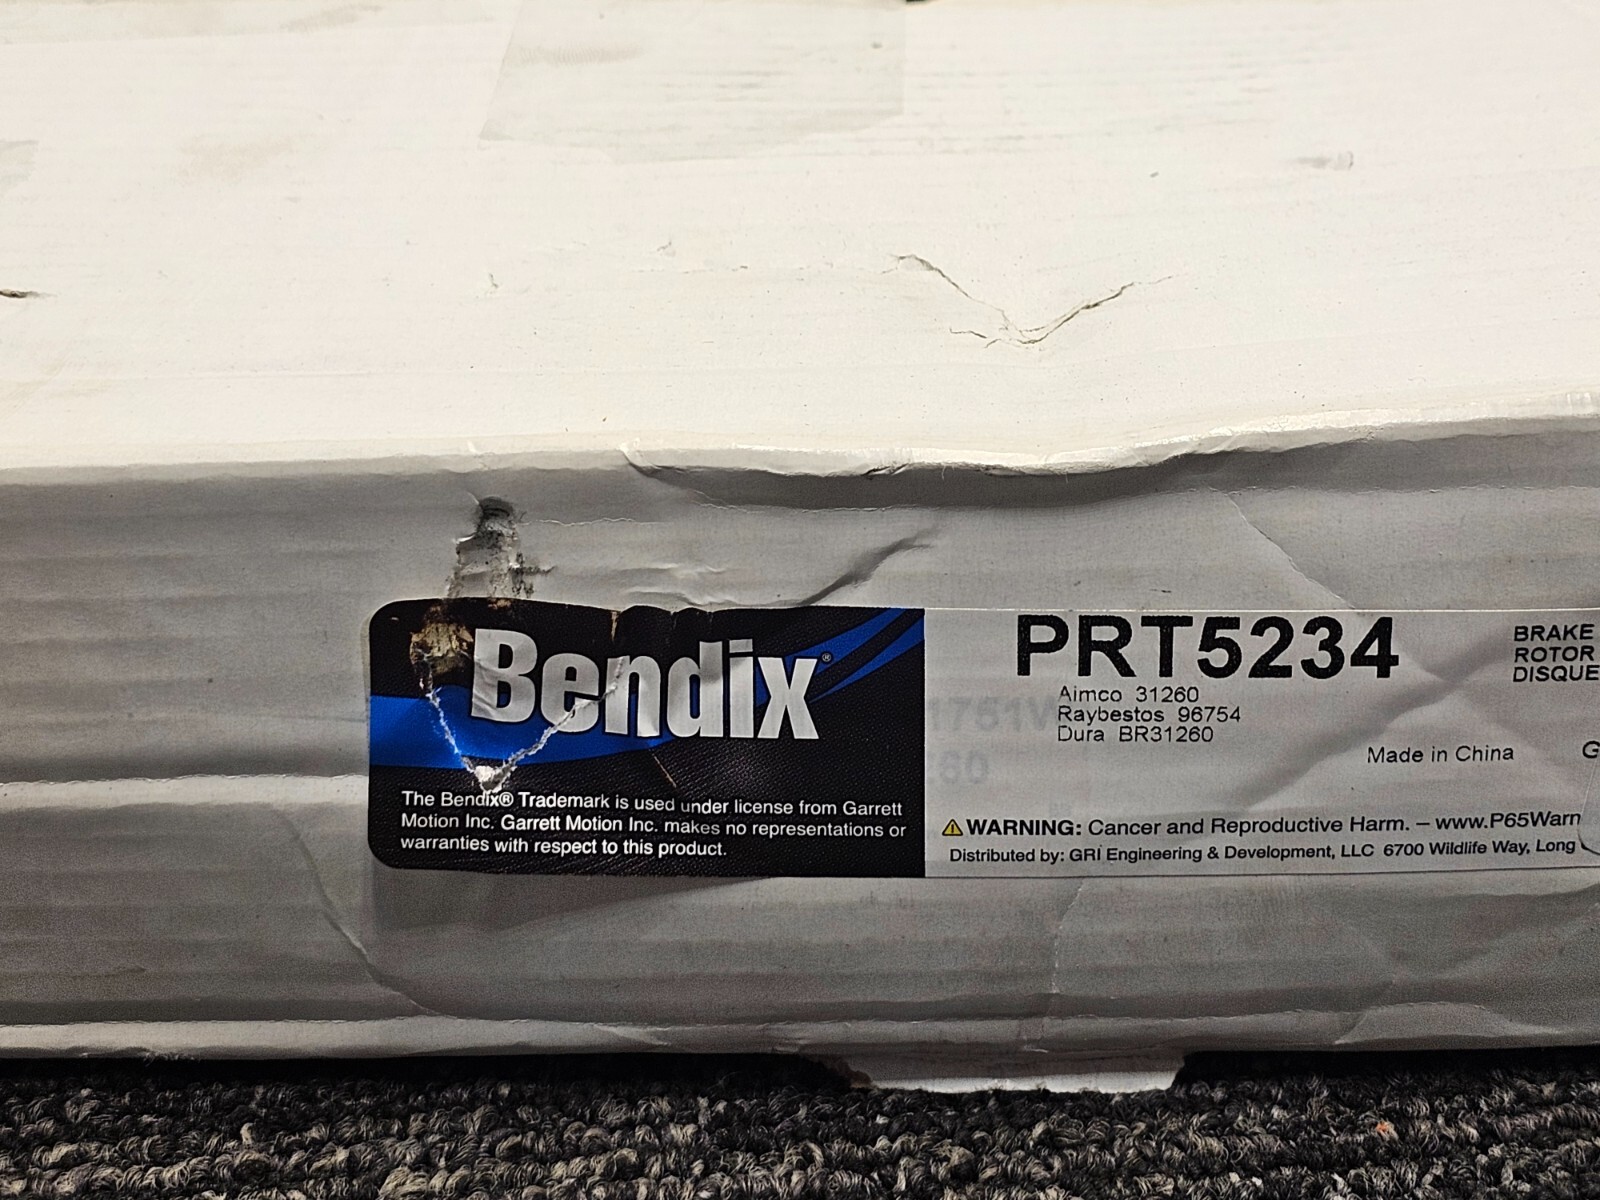 Bendix®
The Bendix® Trademark is used under license from Garrett
Motion Inc. Garrett Motion Inc. makes no representations or
warranties with respect to this product.
PRT5234
Aimco 31260
Raybestos 96754
Dura BR31260
BRAKE
ROTOR
DISQUE
Made in China
G
WARNING: Cancer and Reproductive Harm. – www.P65Warn
Distributed by: GRI Engineering & Development, LLC 6700 Wildlife Way, Long